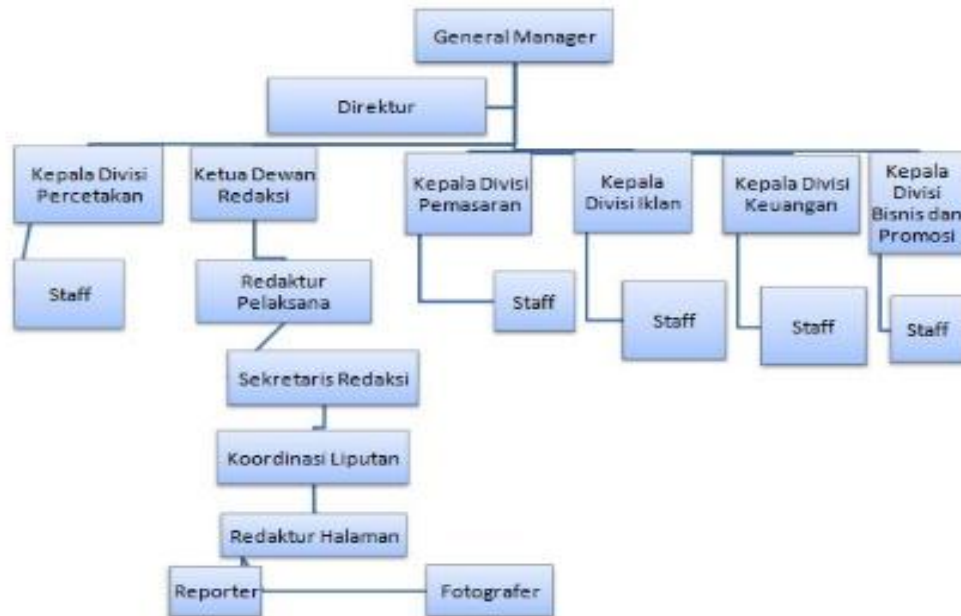 General Manager
Direktur
Kepala Divisi
Percetakan
Ketua Dewan
Redaksi
Kepala Divisi
Pemasaran
Kepala
Divisi Iklan
Kepala Divisi
Keuangan
Kepala
Divisi
Bisnis dan
Promosi
Staff
Redaktur
Pelaksana
Staff
Staff
Staff
Staff
Sekretaris Redaksi
Koordinasi Liputan
Redaktur Halaman
Reporter
Fotografer